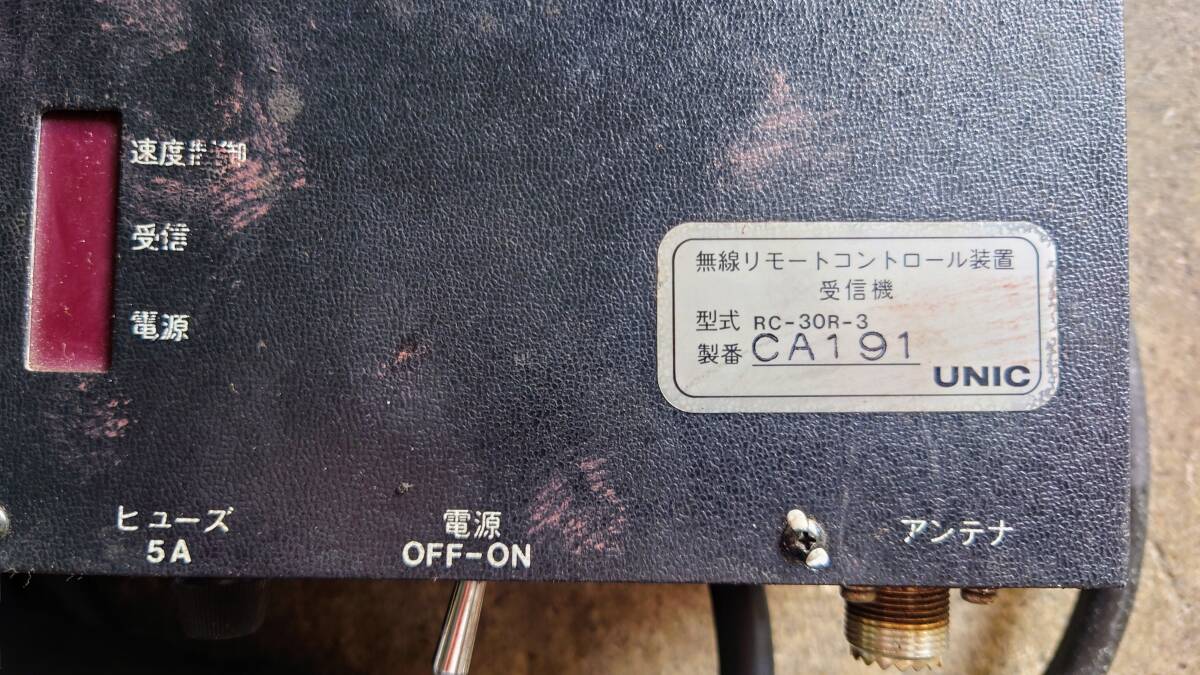 速度制御
受信
電源
無線リモートコントロール装置
受信機
型式 RC-30R-3
製番 CA191
UNIC
ヒューズ
5A
電源
OFF-ON
アンテナ